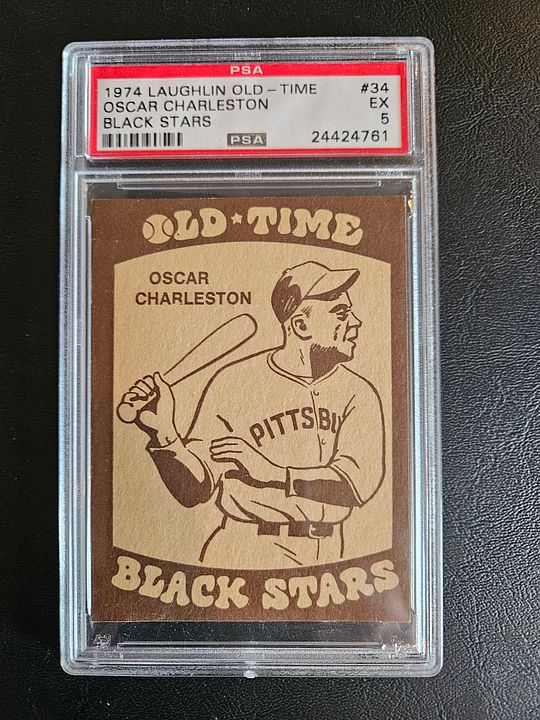 PSA
1974 LAUGHLIN OLD-TIME #34
OSCAR CHARLESTON EX
BLACK STARS 5
PSA 24424761
OLD★TIME
OSCAR
CHARLESTON
PITTSBU
BLACK STARS